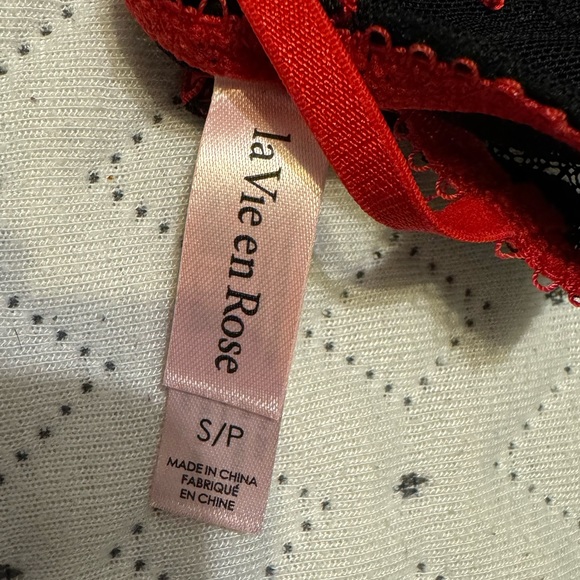 la Vie en Rose
S/P
MADE IN CHINA
FABRIQUÉ
EN CHINE